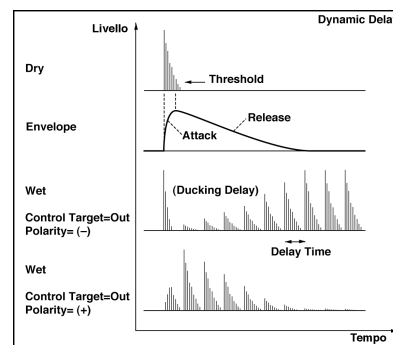 Dynamic Delay
Livello
Dry
Threshold
Envelope
Release
Attack
Wet
(Ducking Delay)
Control Target=Out
Polarity= (–)
Delay Time
Wet
Control Target=Out
Polarity= (+)
Tempo